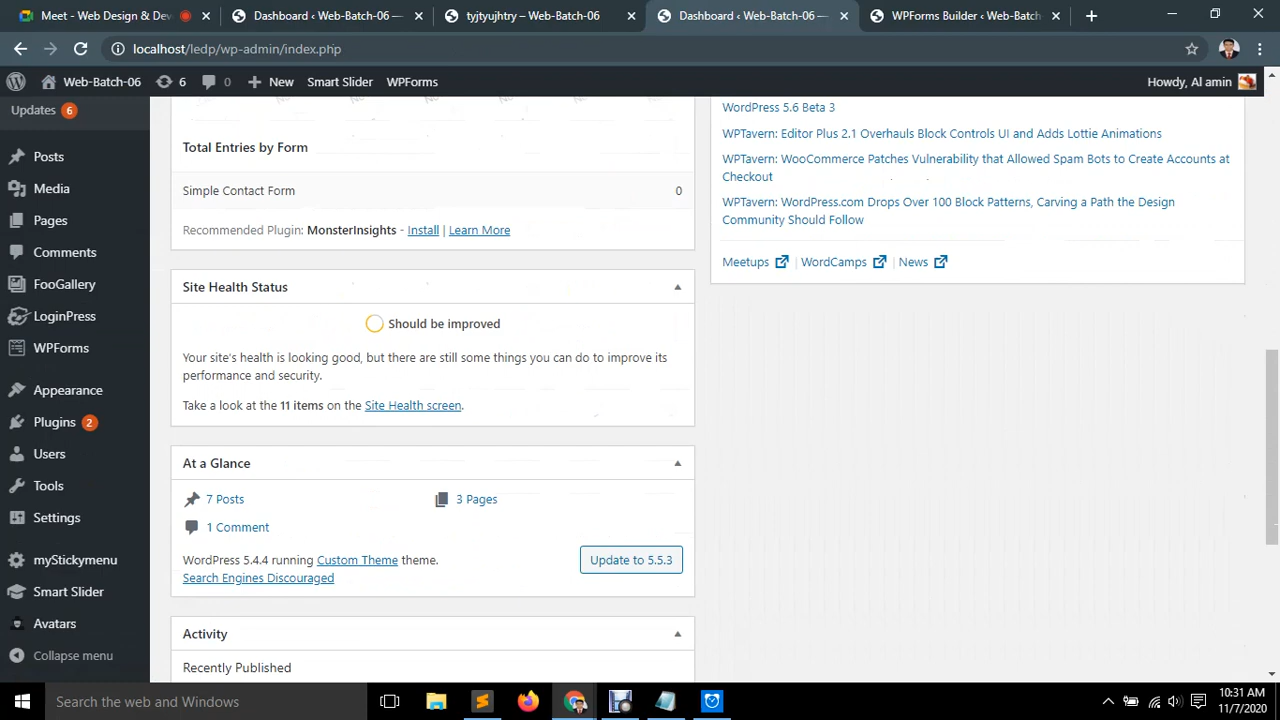 Meet - Web Design & De
Dashboard ‹ Web-Batch-06 —
tyjtyujhtry – Web-Batch-06
Dashboard ‹ Web-Batch-06 —
WPForms Builder ‹ Web-Batch
localhost/ledp/wp-admin/index.php
Web-Batch-06
6
0
New
Smart Slider
WPForms
Howdy, Al amin
Updates 6
Posts
Media
Pages
Comments
FooGallery
LoginPress
WPForms
Appearance
Plugins 2
Users
Tools
Settings
myStickymenu
Smart Slider
Avatars
Collapse menu
Total Entries by Form
Simple Contact Form 0
Recommended Plugin: MonsterInsights - Install | Learn More
Site Health Status
Should be improved
Your site's health is looking good, but there are still some things you can do to improve its
performance and security.
Take a look at the 11 items on the Site Health screen.
At a Glance
7 Posts
3 Pages
1 Comment
WordPress 5.4.4 running Custom Theme theme.
Update to 5.5.3
Search Engines Discouraged
Activity
Recently Published
WordPress 5.6 Beta 3
WPTavern: Editor Plus 2.1 Overhauls Block Controls UI and Adds Lottie Animations
WPTavern: WooCommerce Patches Vulnerability that Allowed Spam Bots to Create Accounts at
Checkout
WPTavern: WordPress.com Drops Over 100 Block Patterns, Carving a Path the Design
Community Should Follow
Meetups | WordCamps | News
Search the web and Windows
10:31 AM
11/7/2020